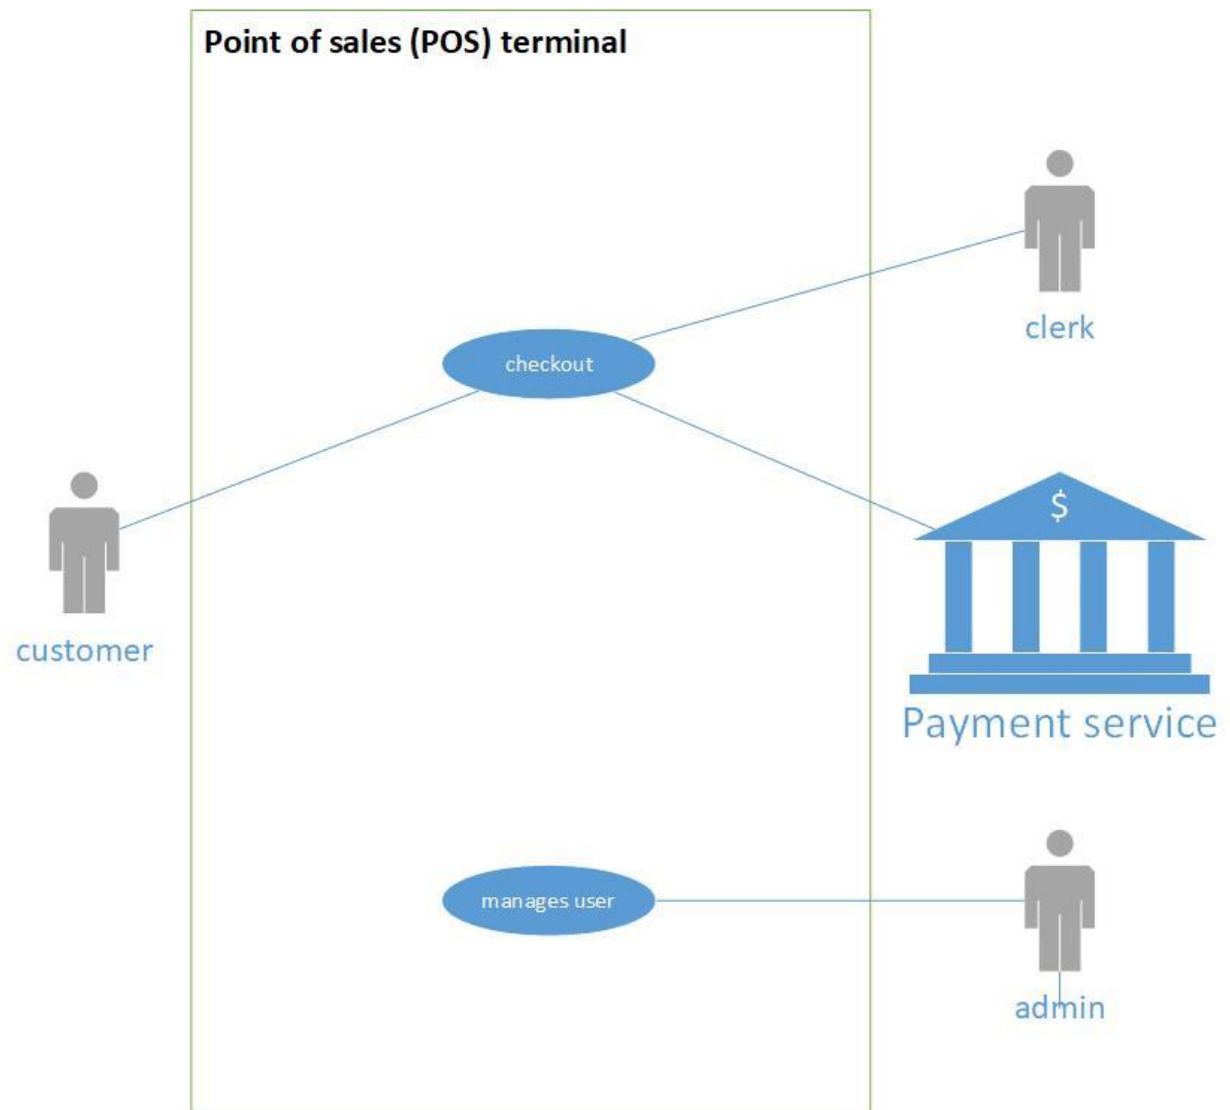 Point of sales (POS) terminal
clerk
checkout
$
customer
Payment service
manages user
admin